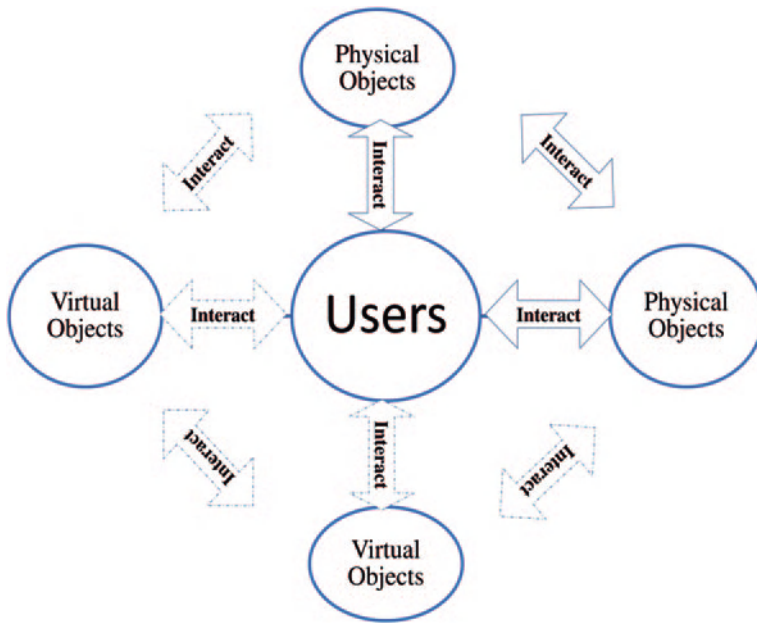 Physical
Objects
Interact
Interact
Interact
Virtual
Objects
Interact
Users
Interact
Physical
Objects
Interact
Interact
Interact
Virtual
Objects